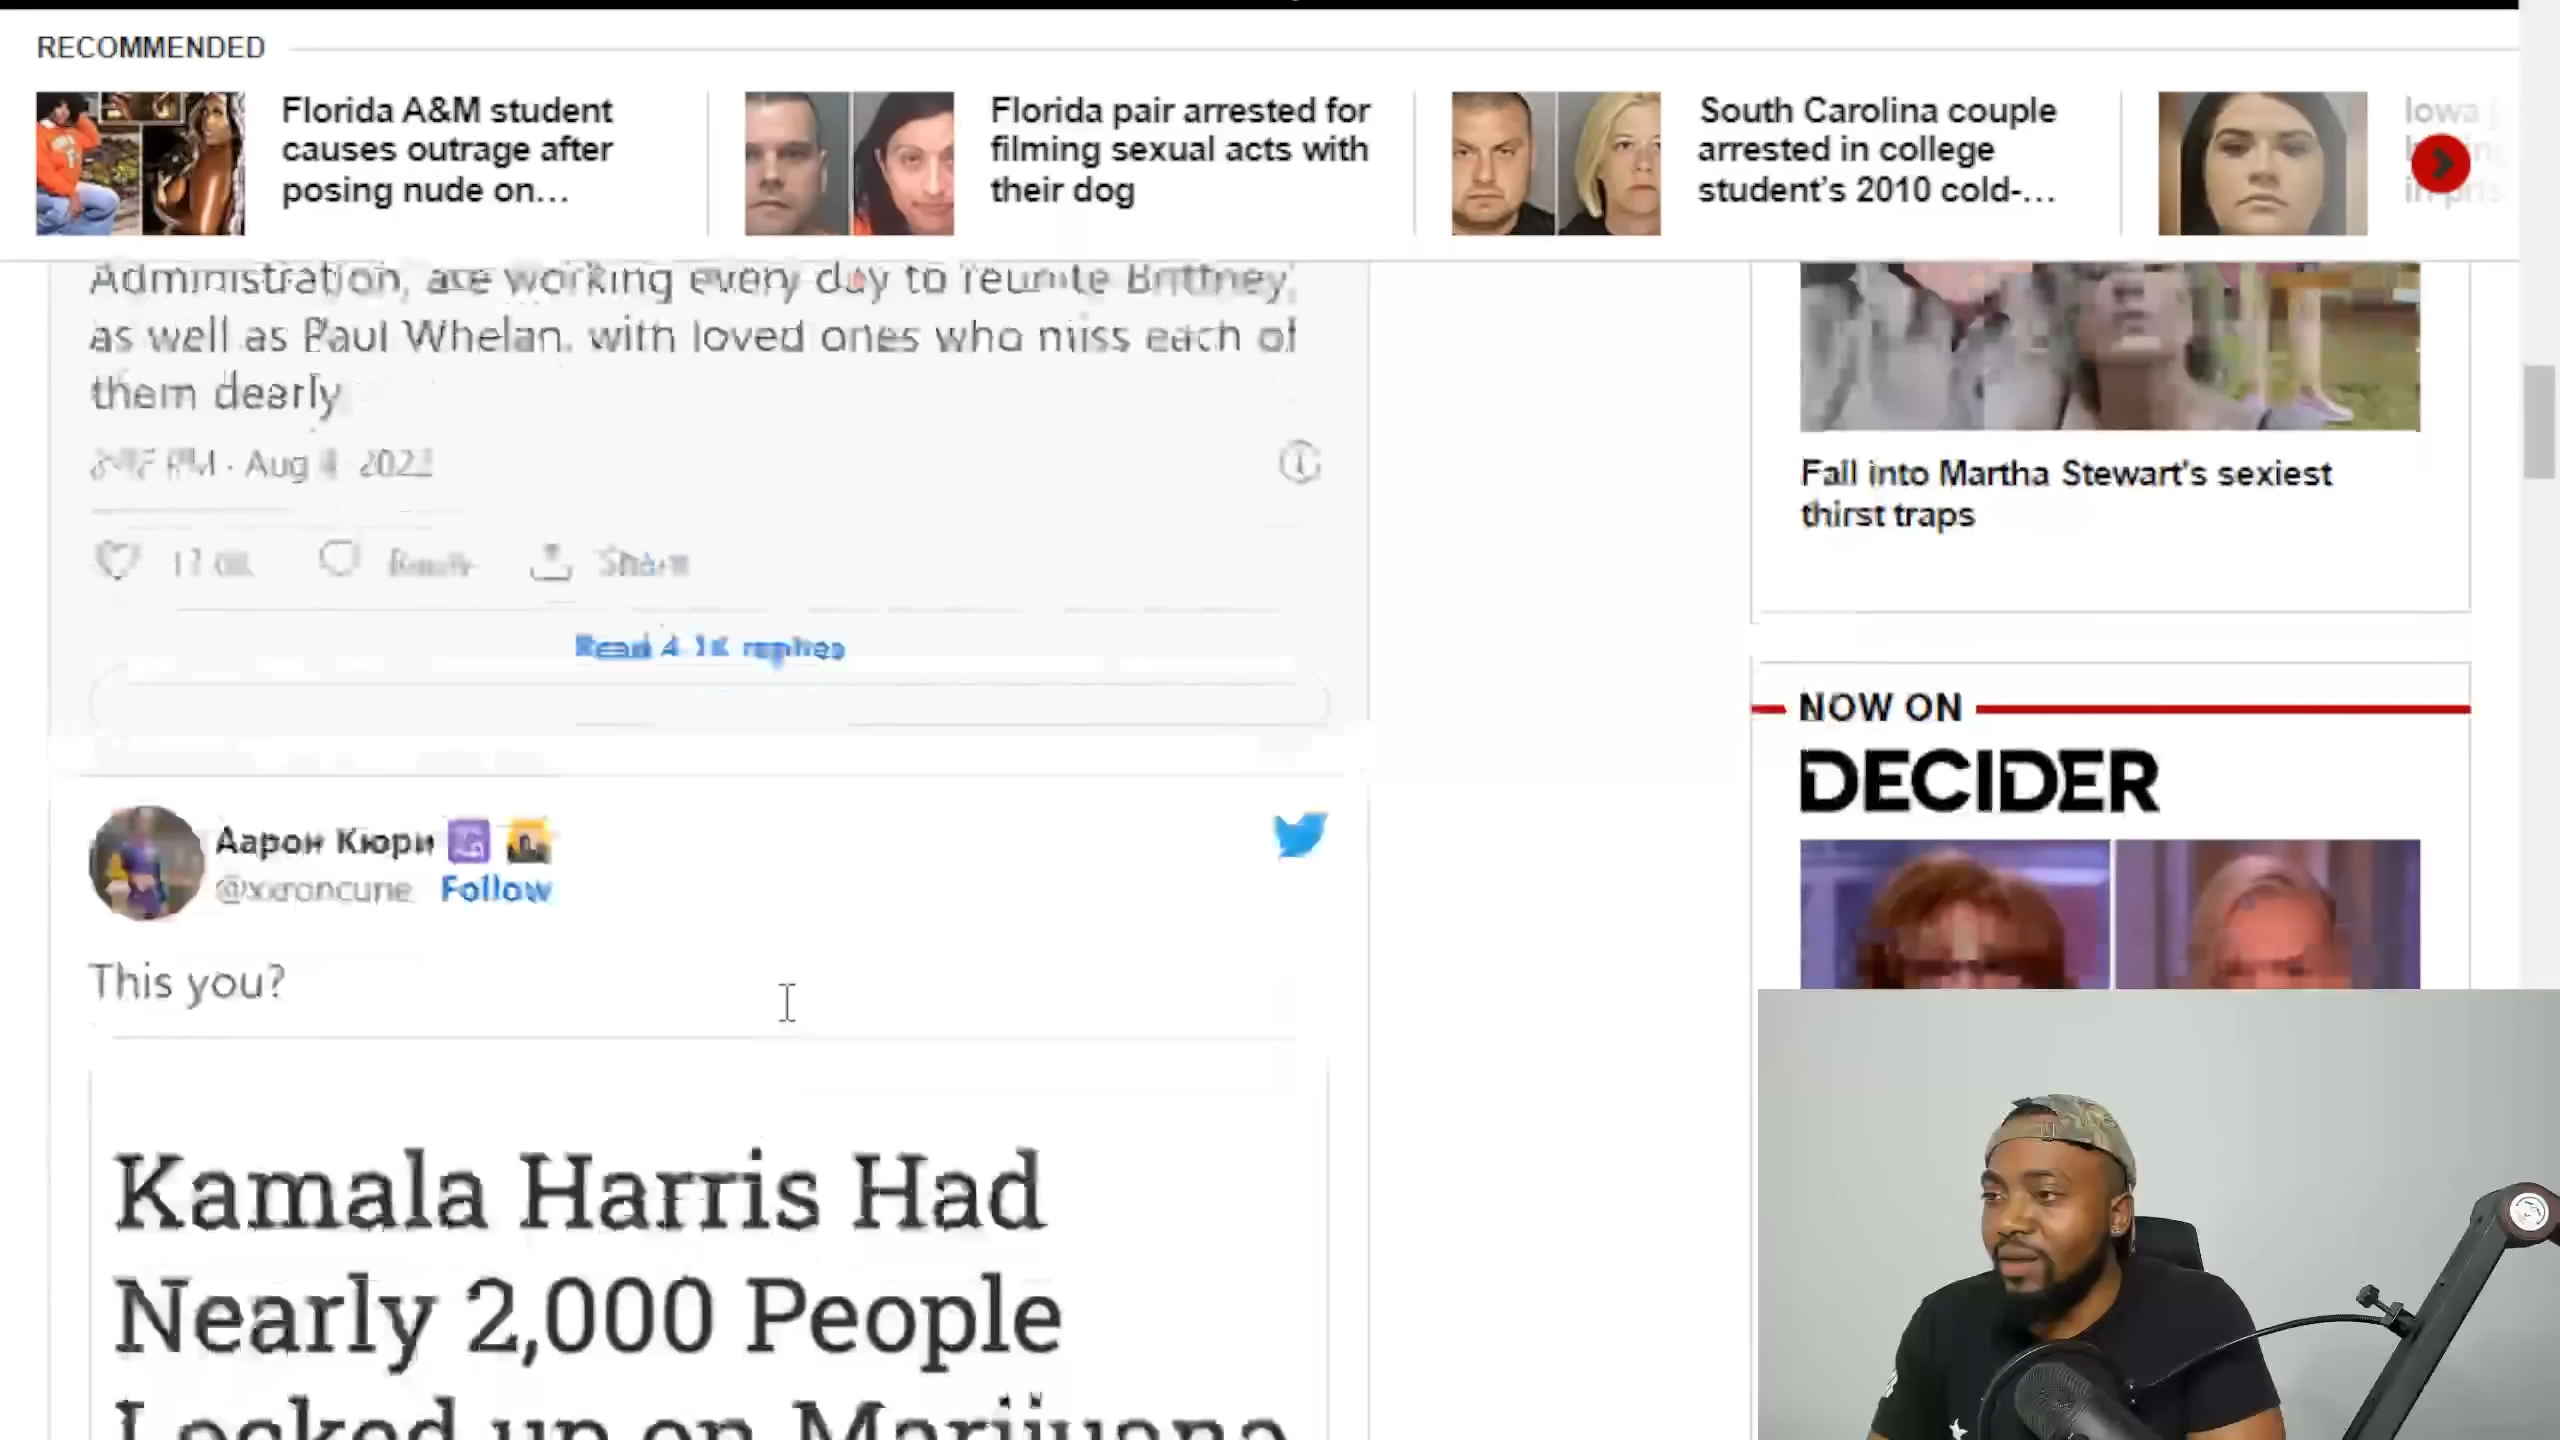 RECOMMENDED
Florida A&M student
causes outrage after
posing nude on...
Florida pair arrested for
filming sexual acts with
their dog
South Carolina couple
arrested in college
student's 2010 cold-...
Iowa
Administration, are working every day to reunite Brittney,
as well as Paul Whelan, with loved ones who miss each of
them dearly
PM · Aug 2022
Share
Read 4.1K replies
Аарон Кюри
Follow
This you?
Kamala Harris Had
Nearly 2,000 People
Locked up on Marijuana
Fall into Martha Stewart's sexiest
thirst traps
NOW ON
DECIDER